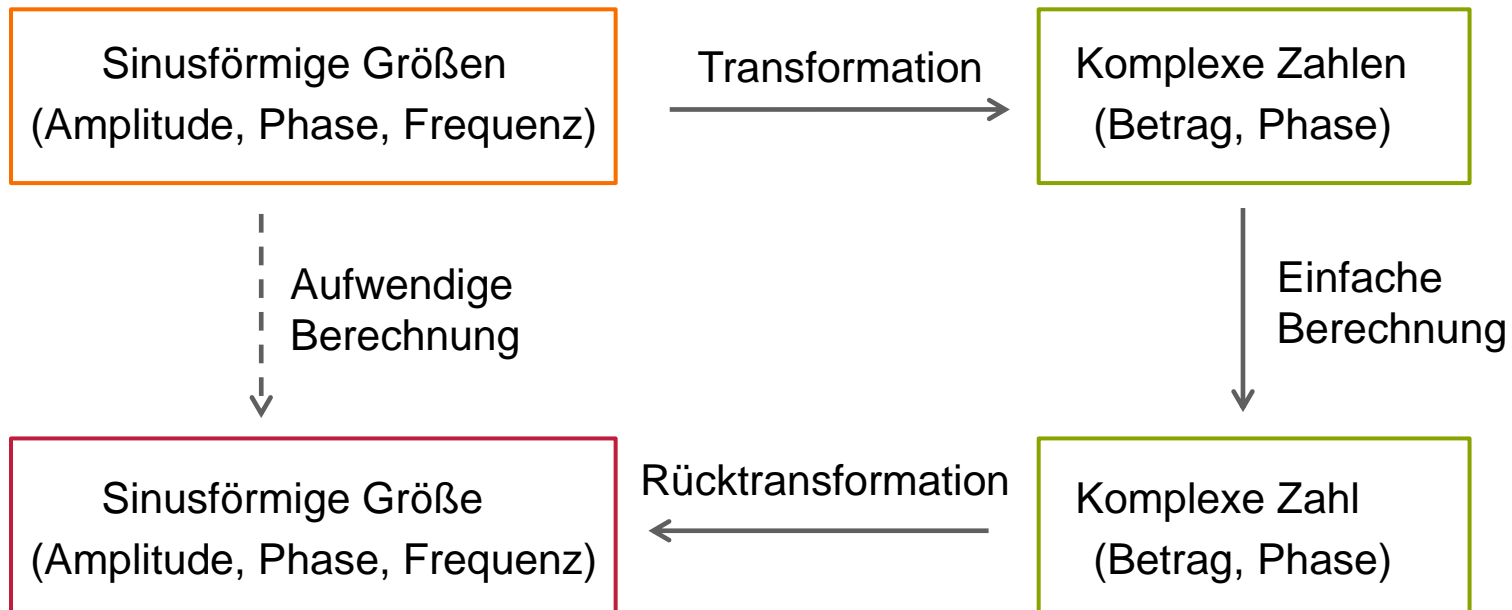 Sinusförmige Größen
(Amplitude, Phase, Frequenz)
Transformation
Komplexe Zahlen
(Betrag, Phase)
Aufwendige
Berechnung
Einfache
Berechnung
Sinusförmige Größe
(Amplitude, Phase, Frequenz)
Rücktransformation
Komplexe Zahl
(Betrag, Phase)